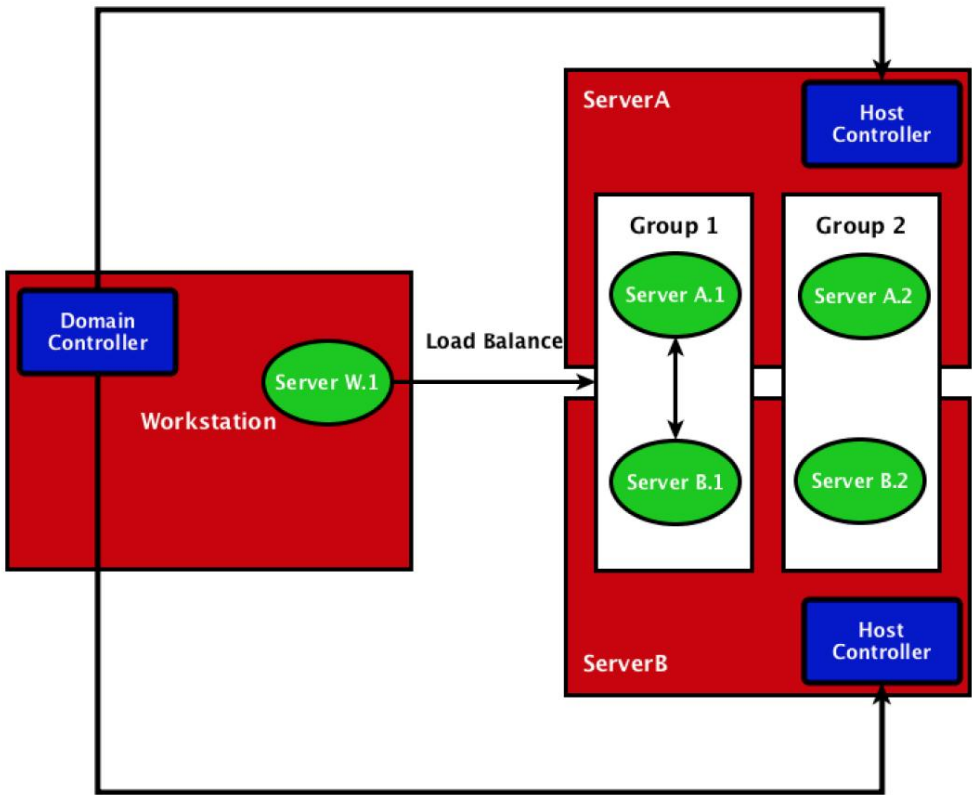 ServerA
Host
Controller
Group 1
Group 2
Server A.1
Server A.2
Domain
Controller
Load Balance
Server W.1
Workstation
Server B.1
Server B.2
Host
Controller
ServerB